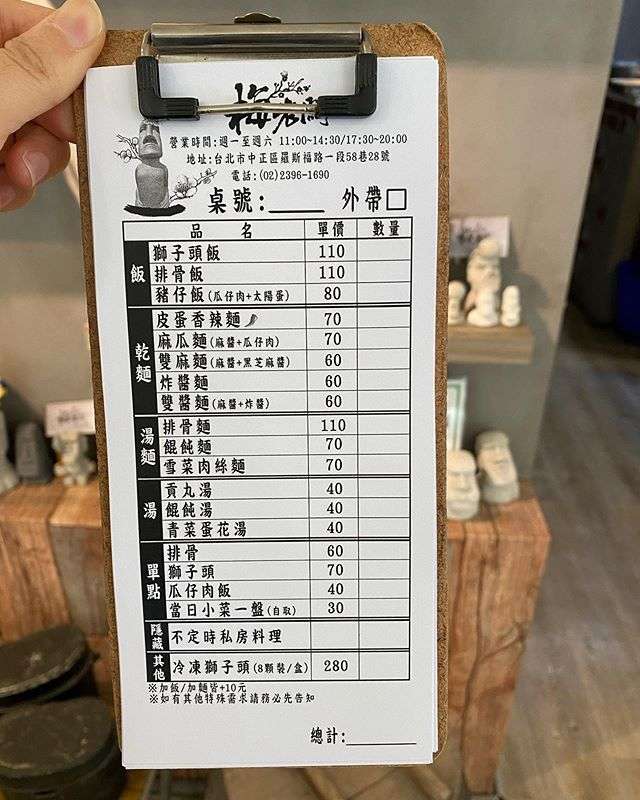 梅老闆
營業時間:週一至週六 11:00~14:30/17:30~20:00
地址:台北市中正區羅斯福路一段58巷28號
電話:(02)2396-1690
桌號:____ 外帶□
品名 單價 數量
飯
獅子頭飯 110
排骨飯 110
豬仔飯(瓜仔肉+太陽蛋) 80
乾麵
皮蛋香辣麵 70
麻瓜麵(麻醬+瓜仔肉) 70
雙麻麵(麻醬+黑芝麻醬) 60
炸醬麵 60
雙醬麵(麻醬+炸醬) 60
湯麵
排骨麵 110
餛飩麵 70
雪菜肉絲麵 70
湯
貢丸湯 40
餛飩湯 40
青菜蛋花湯 40
單點
排骨 60
獅子頭 70
瓜仔肉飯 40
當日小菜一盤(自取) 30
隱藏
不定時私房料理
其他
冷凍獅子頭(8顆裝/盒) 280
※加飯/加麵皆+10元
※如有其他特殊需求請務必先告知
總計:________